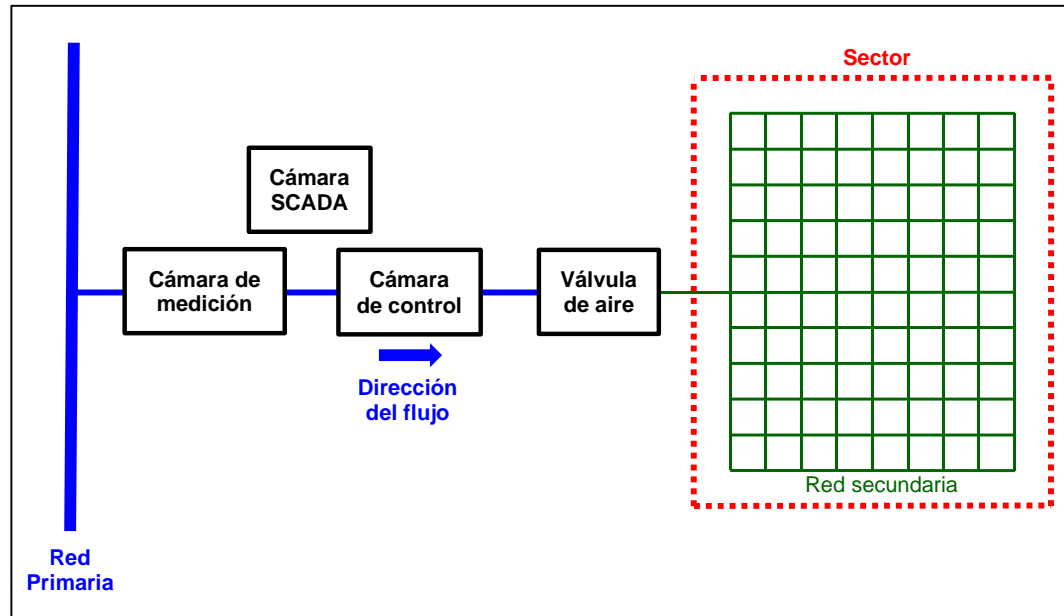 Sector
Cámara
SCADA
Cámara de
medición
Cámara
de control
Válvula
de aire
Dirección
del flujo
Red secundaria
Red
Primaria